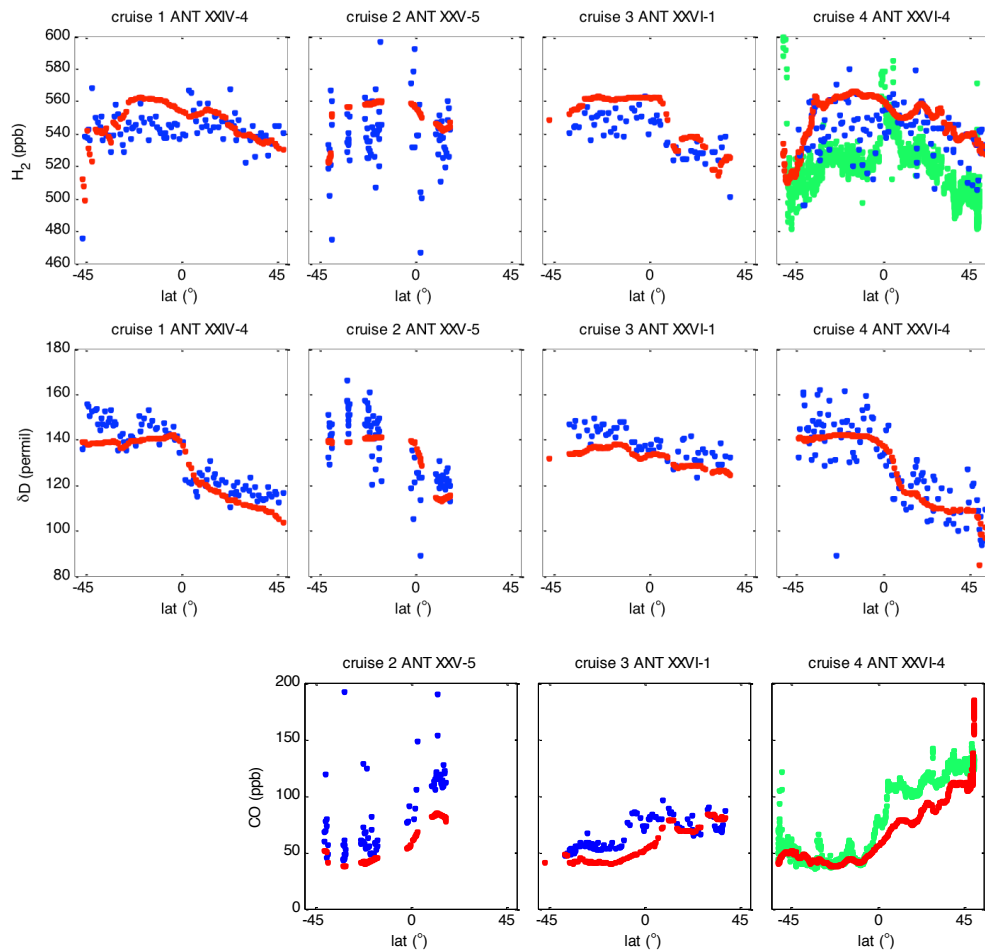 cruise 1 ANT XXIV-4 cruise 2 ANT XXV-5 cruise 3 ANT XXVI-1 cruise 4 ANT XXVI-4
H2 (ppb)
600
580
560
540
520
500
480
460
-45 0 45 -45 0 45 -45 0 45 -45 0 45
lat (°) lat (°) lat (°) lat (°)
cruise 1 ANT XXIV-4 cruise 2 ANT XXV-5 cruise 3 ANT XXVI-1 cruise 4 ANT XXVI-4
δD (permil)
180
160
140
120
100
80
-45 0 45 -45 0 45 -45 0 45 -45 0 45
lat (°) lat (°) lat (°) lat (°)
cruise 2 ANT XXV-5 cruise 3 ANT XXVI-1 cruise 4 ANT XXVI-4
CO (ppb)
200
150
100
50
0
-45 0 45 -45 0 45 -45 0 45
lat (°) lat (°) lat (°)